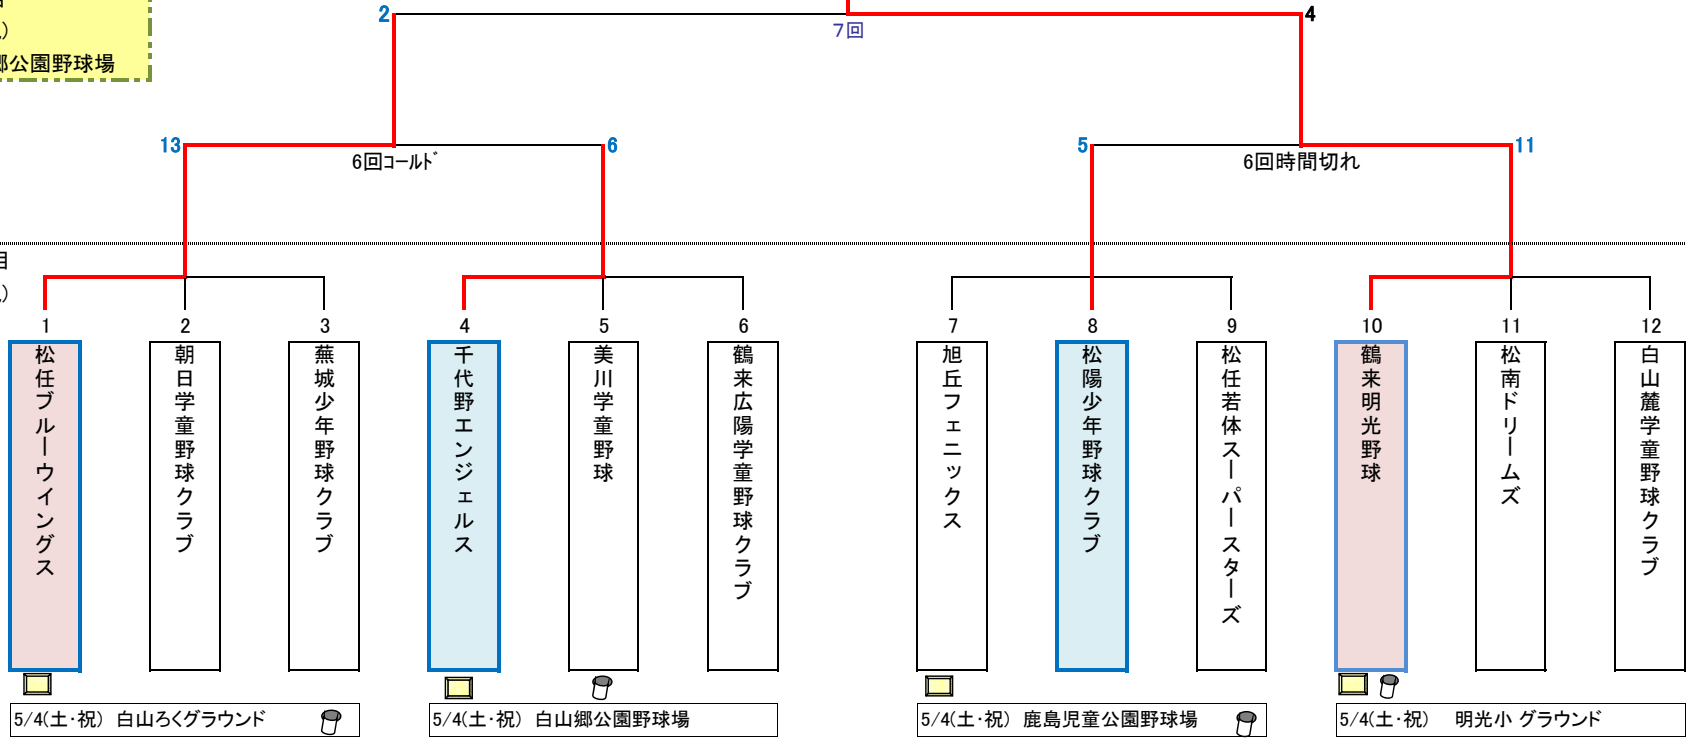 2
4
7回
郷公園野球場
13
6
5
11
6回コールド
6回時間切れ
目
1
2
3
4
5
6
7
8
9
10
11
12
松任ブルーウイングス
朝日学童野球クラブ
蕪城少年野球クラブ
千代野エンジェルス
美川学童野球
鶴来広陽学童野球クラブ
旭丘フェニックス
松陽少年野球クラブ
松任若体スーパースターズ
鶴来明光野球
松南ドリームズ
白山麓学童野球クラブ
5/4(土・祝) 白山ろくグラウンド
5/4(土・祝) 白山郷公園野球場
5/4(土・祝) 鹿島児童公園野球場
5/4(土・祝) 明光小 グラウンド